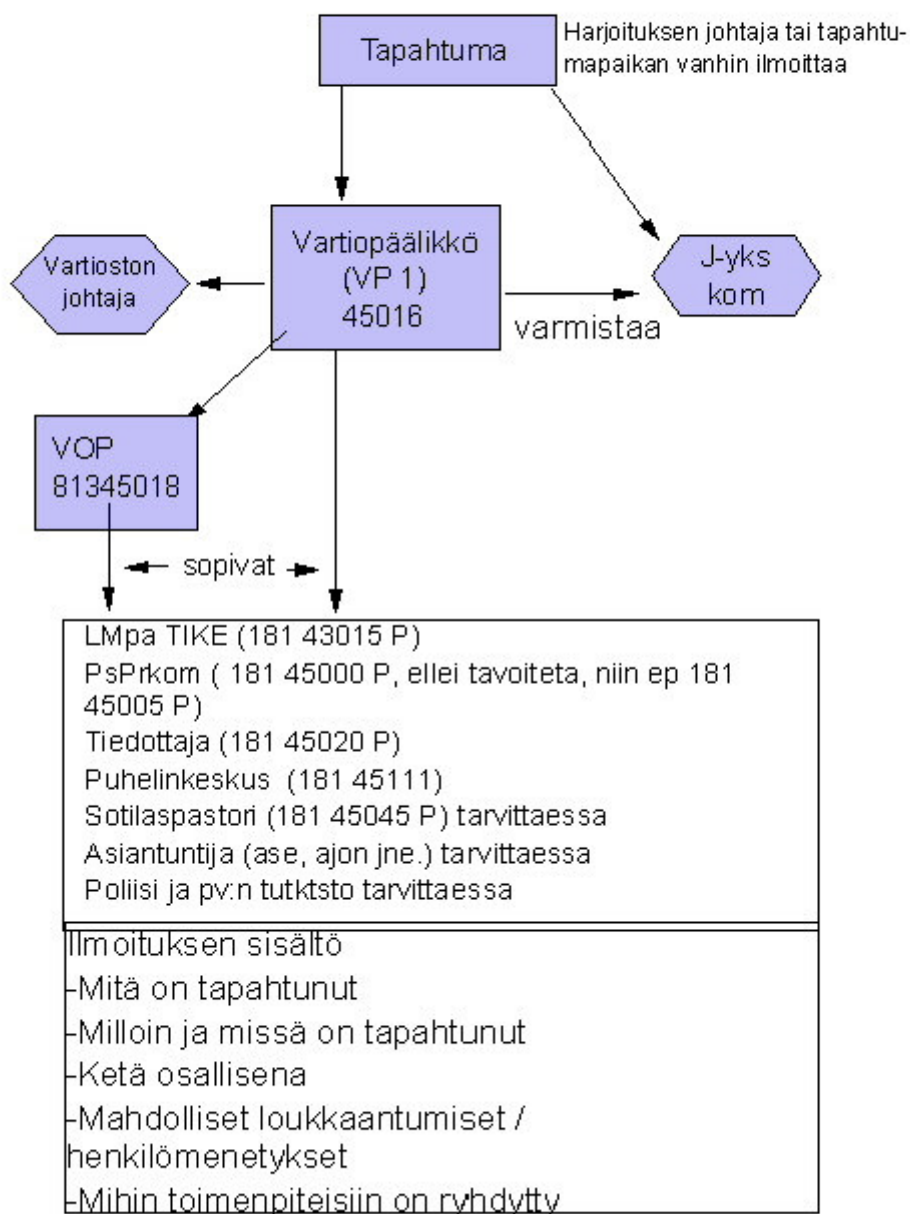 Tapahtuma
Harjoituksen johtaja tai tapahtu-
mapaikan vanhin ilmoittaa
Vartiopäälikkö
(VP 1)
45016
Vartioston
johtaja
J-yks
kom
varmistaa
VOP
81345018
sopivat
LMpa TIKE (181 43015 P)
PsPrkom ( 181 45000 P, ellei tavoiteta, niin ep 181
45005 P)
Tiedottaja (181 45020 P)
Puhelinkeskus (181 45111)
Sotilaspastori (181 45045 P) tarvittaessa
Asiantuntija (ase, ajon jne.) tarvittaessa
Poliisi ja pv:n tutktsto tarvittaessa
Ilmoituksen sisältö
-Mitä on tapahtunut
-Milloin ja missä on tapahtunut
-Ketä osallisena
-Mahdolliset loukkaantumiset /
henkilömenetykset
-Mihin toimenpiteisiin on ryhdytty